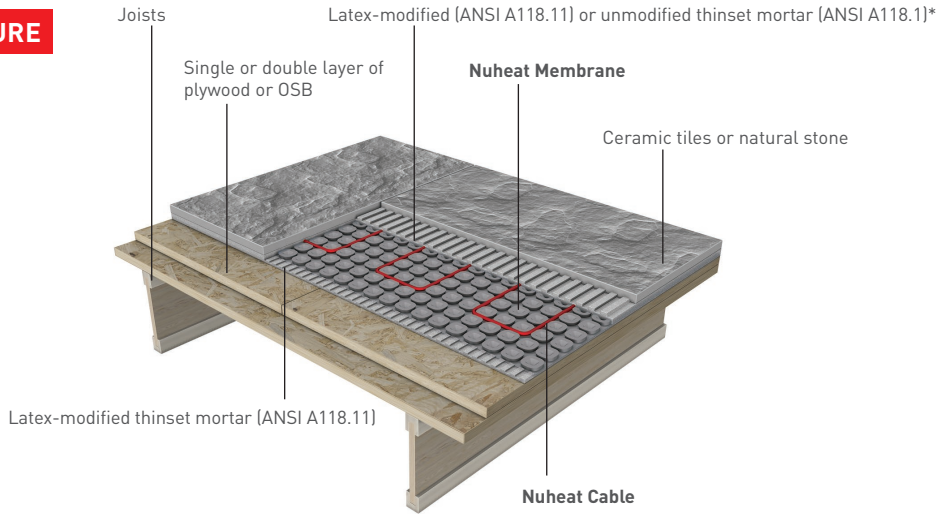 URE
Joists
Latex-modified (ANSI A118.11) or unmodified thinset mortar (ANSI A118.1)*
Single or double layer of
plywood or OSB
Nuheat Membrane
Ceramic tiles or natural stone
Latex-modified thinset mortar (ANSI A118.11)
Nuheat Cable